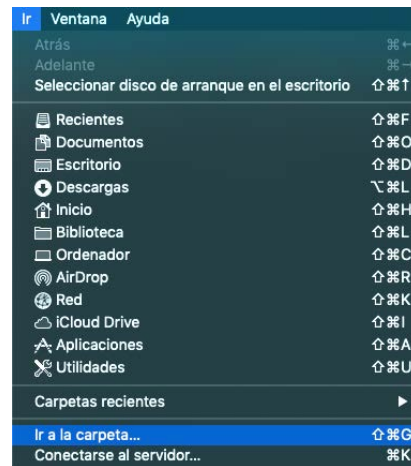 Ir Ventana Ayuda
Atrás ⌘←
Adelante ⌘→
Seleccionar disco de arranque en el escritorio ⇧⌘↑
Recientes ⇧⌘F
Documentos ⇧⌘O
Escritorio ⇧⌘D
Descargas ⌥⌘L
Inicio ⇧⌘H
Biblioteca ⇧⌘L
Ordenador ⇧⌘C
AirDrop ⇧⌘R
Red ⇧⌘K
iCloud Drive ⇧⌘I
Aplicaciones ⇧⌘A
Utilidades ⇧⌘U
Carpetas recientes ▶
Ir a la carpeta... ⇧⌘G
Conectarse al servidor... ⌘K